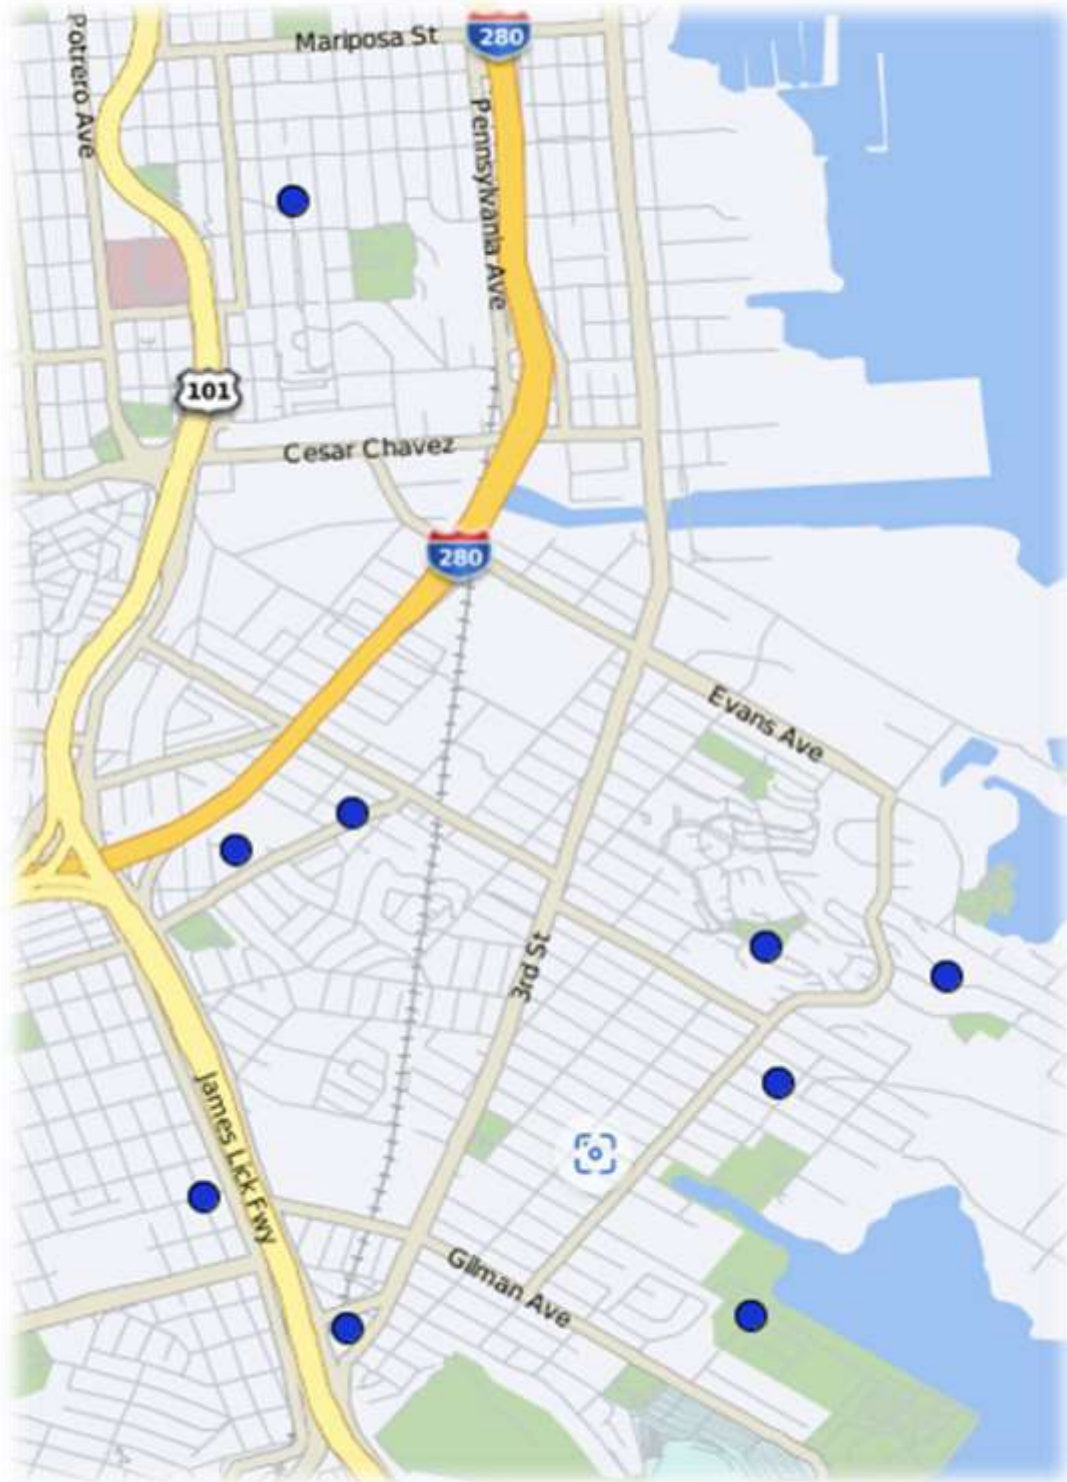 Potrero Ave
Mariposa St
280
Pennsylvania Ave
101
Cesar Chavez
280
Evans Ave
3rd St
James Lick Fwy
Gilman Ave